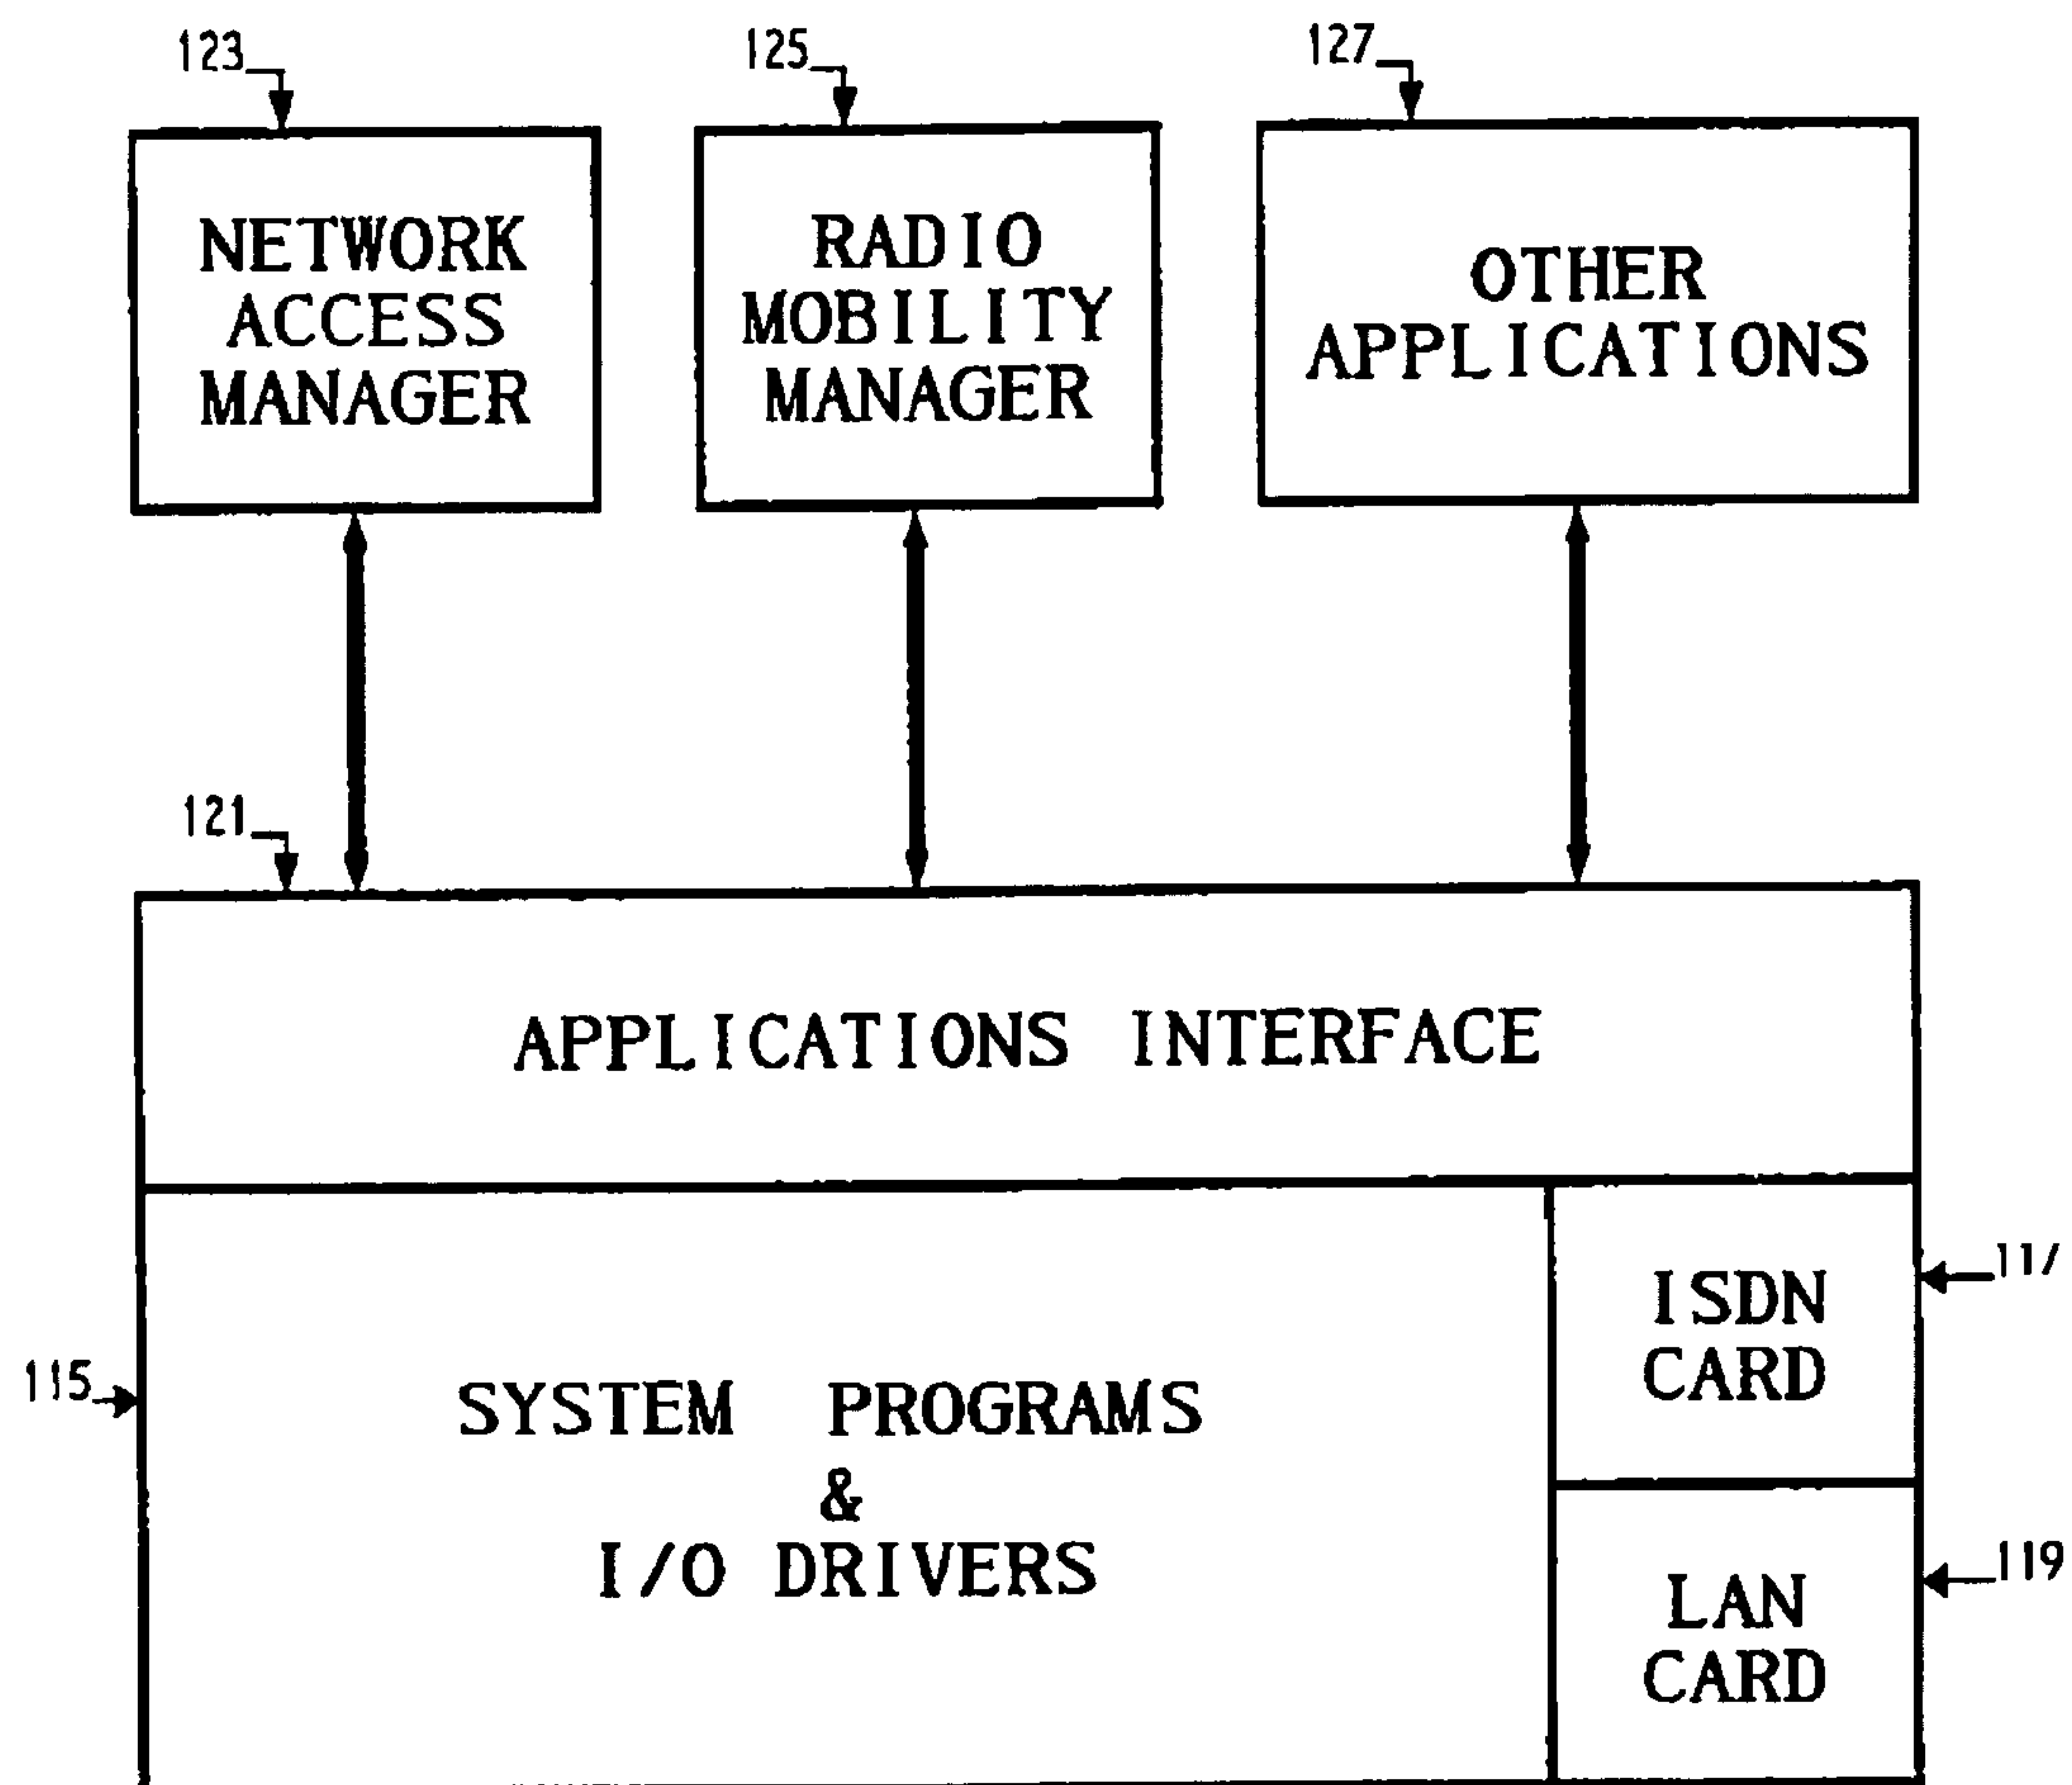 123
125
127
NETWORK
ACCESS
MANAGER
RADIO
MOBILITY
MANAGER
OTHER
APPLICATIONS
121
APPLICATIONS INTERFACE
115
SYSTEM PROGRAMS
&
I/O DRIVERS
ISDN
CARD
117
LAN
CARD
119